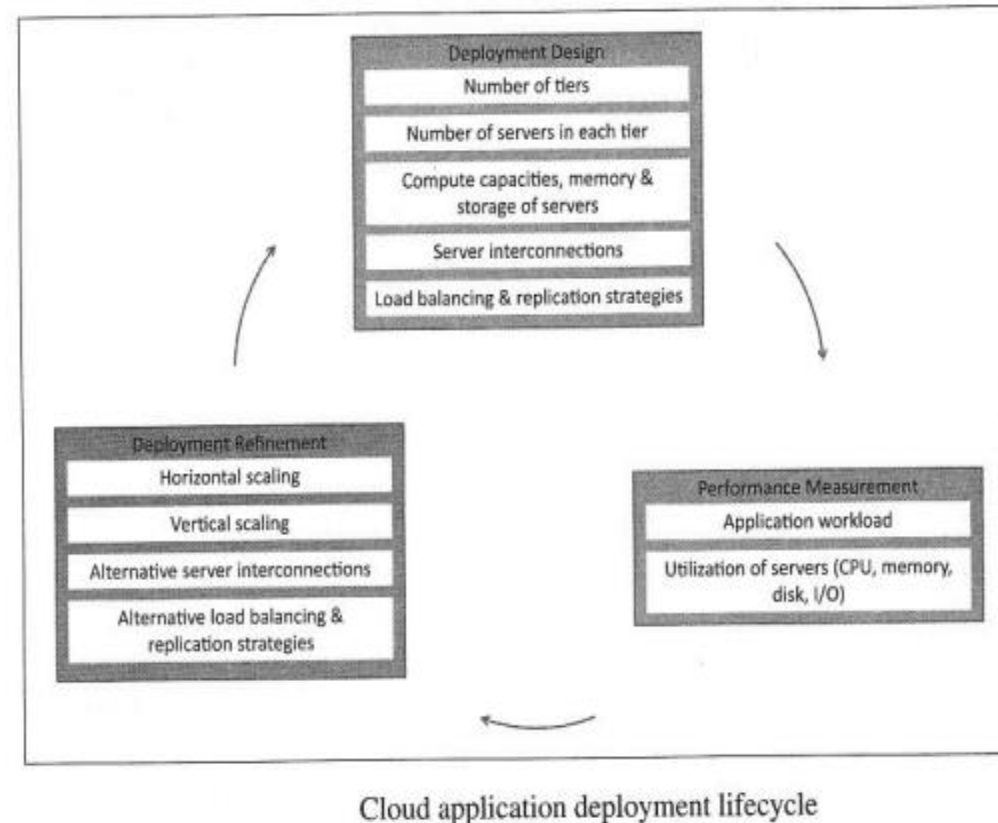 Deployment Design
Number of tiers
Number of servers in each tier
Compute capacities, memory &
storage of servers
Server interconnections
Load balancing & replication strategies
Deployment Refinement
Horizontal scaling
Vertical scaling
Alternative server interconnections
Alternative load balancing &
replication strategies
Performance Measurement
Application workload
Utilization of servers (CPU, memory,
disk, I/O)
Cloud application deployment lifecycle